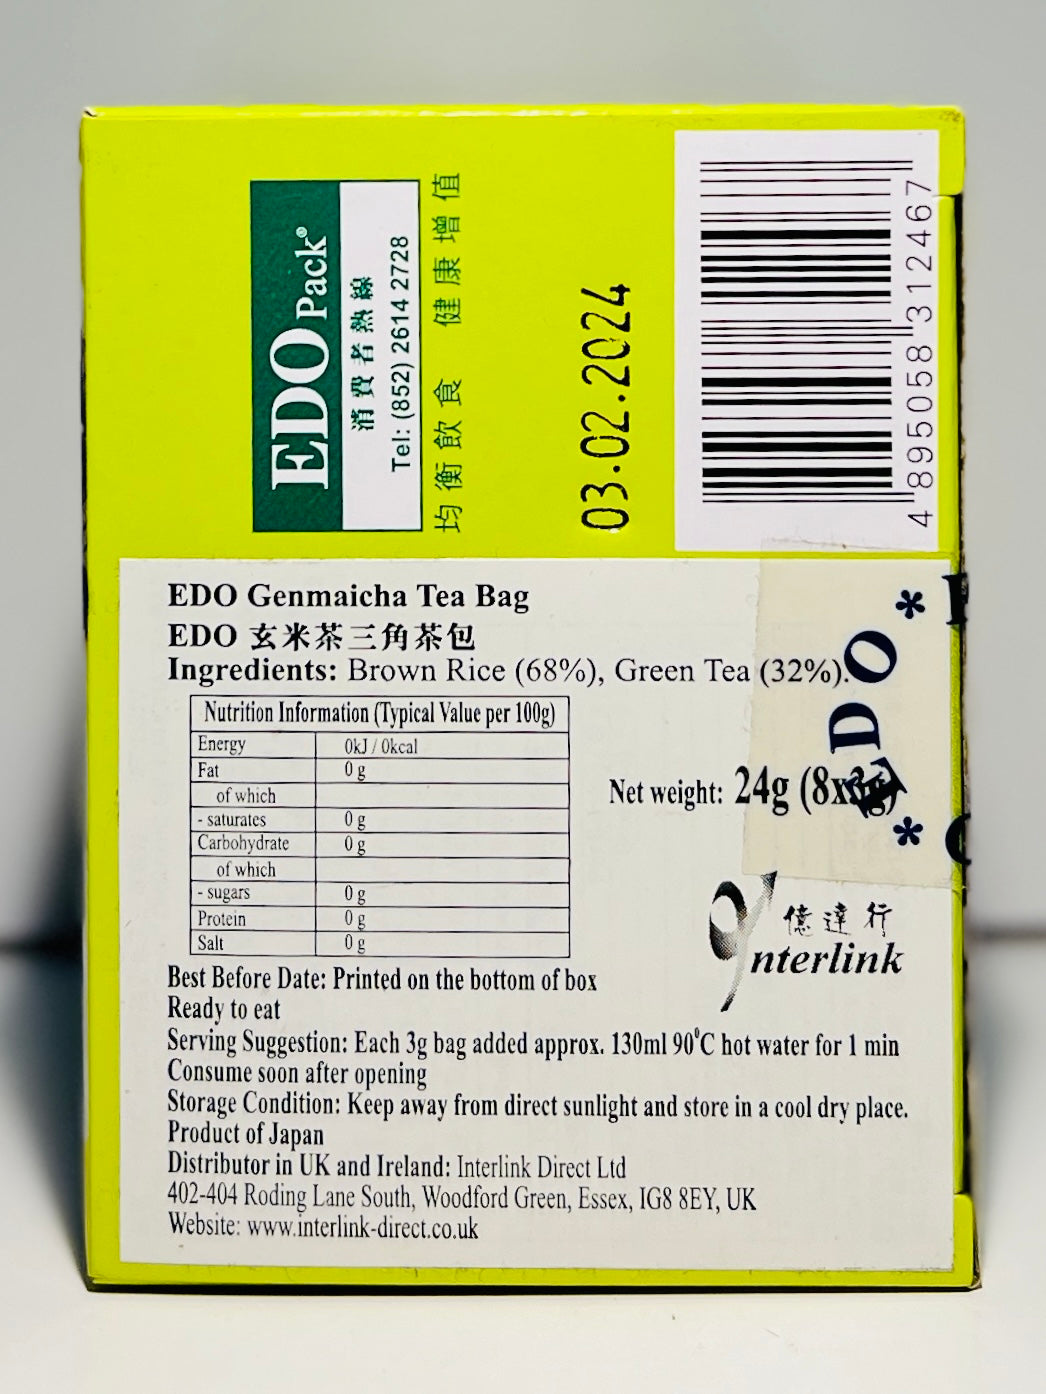 EDO Pack®
消費者熱線
Tel: (852) 2614 2728
均衡飲食 健康增值
03.02.2024
4 895058 312467
EDO Genmaicha Tea Bag
EDO 玄米茶三角茶包
Ingredients: Brown Rice (68%), Green Tea (32%).
Nutrition Information (Typical Value per 100g)
Energy 0kJ / 0kcal
Fat 0 g
of which
- saturates 0 g
Carbohydrate 0 g
of which
- sugars 0 g
Protein 0 g
Salt 0 g
Net weight: 24g (8x3g)
* EDO *
億達行
Interlink
Best Before Date: Printed on the bottom of box
Ready to eat
Serving Suggestion: Each 3g bag added approx. 130ml 90°C hot water for 1 min
Consume soon after opening
Storage Condition: Keep away from direct sunlight and store in a cool dry place.
Product of Japan
Distributor in UK and Ireland: Interlink Direct Ltd
402-404 Roding Lane South, Woodford Green, Essex, IG8 8EY, UK
Website: www.interlink-direct.co.uk